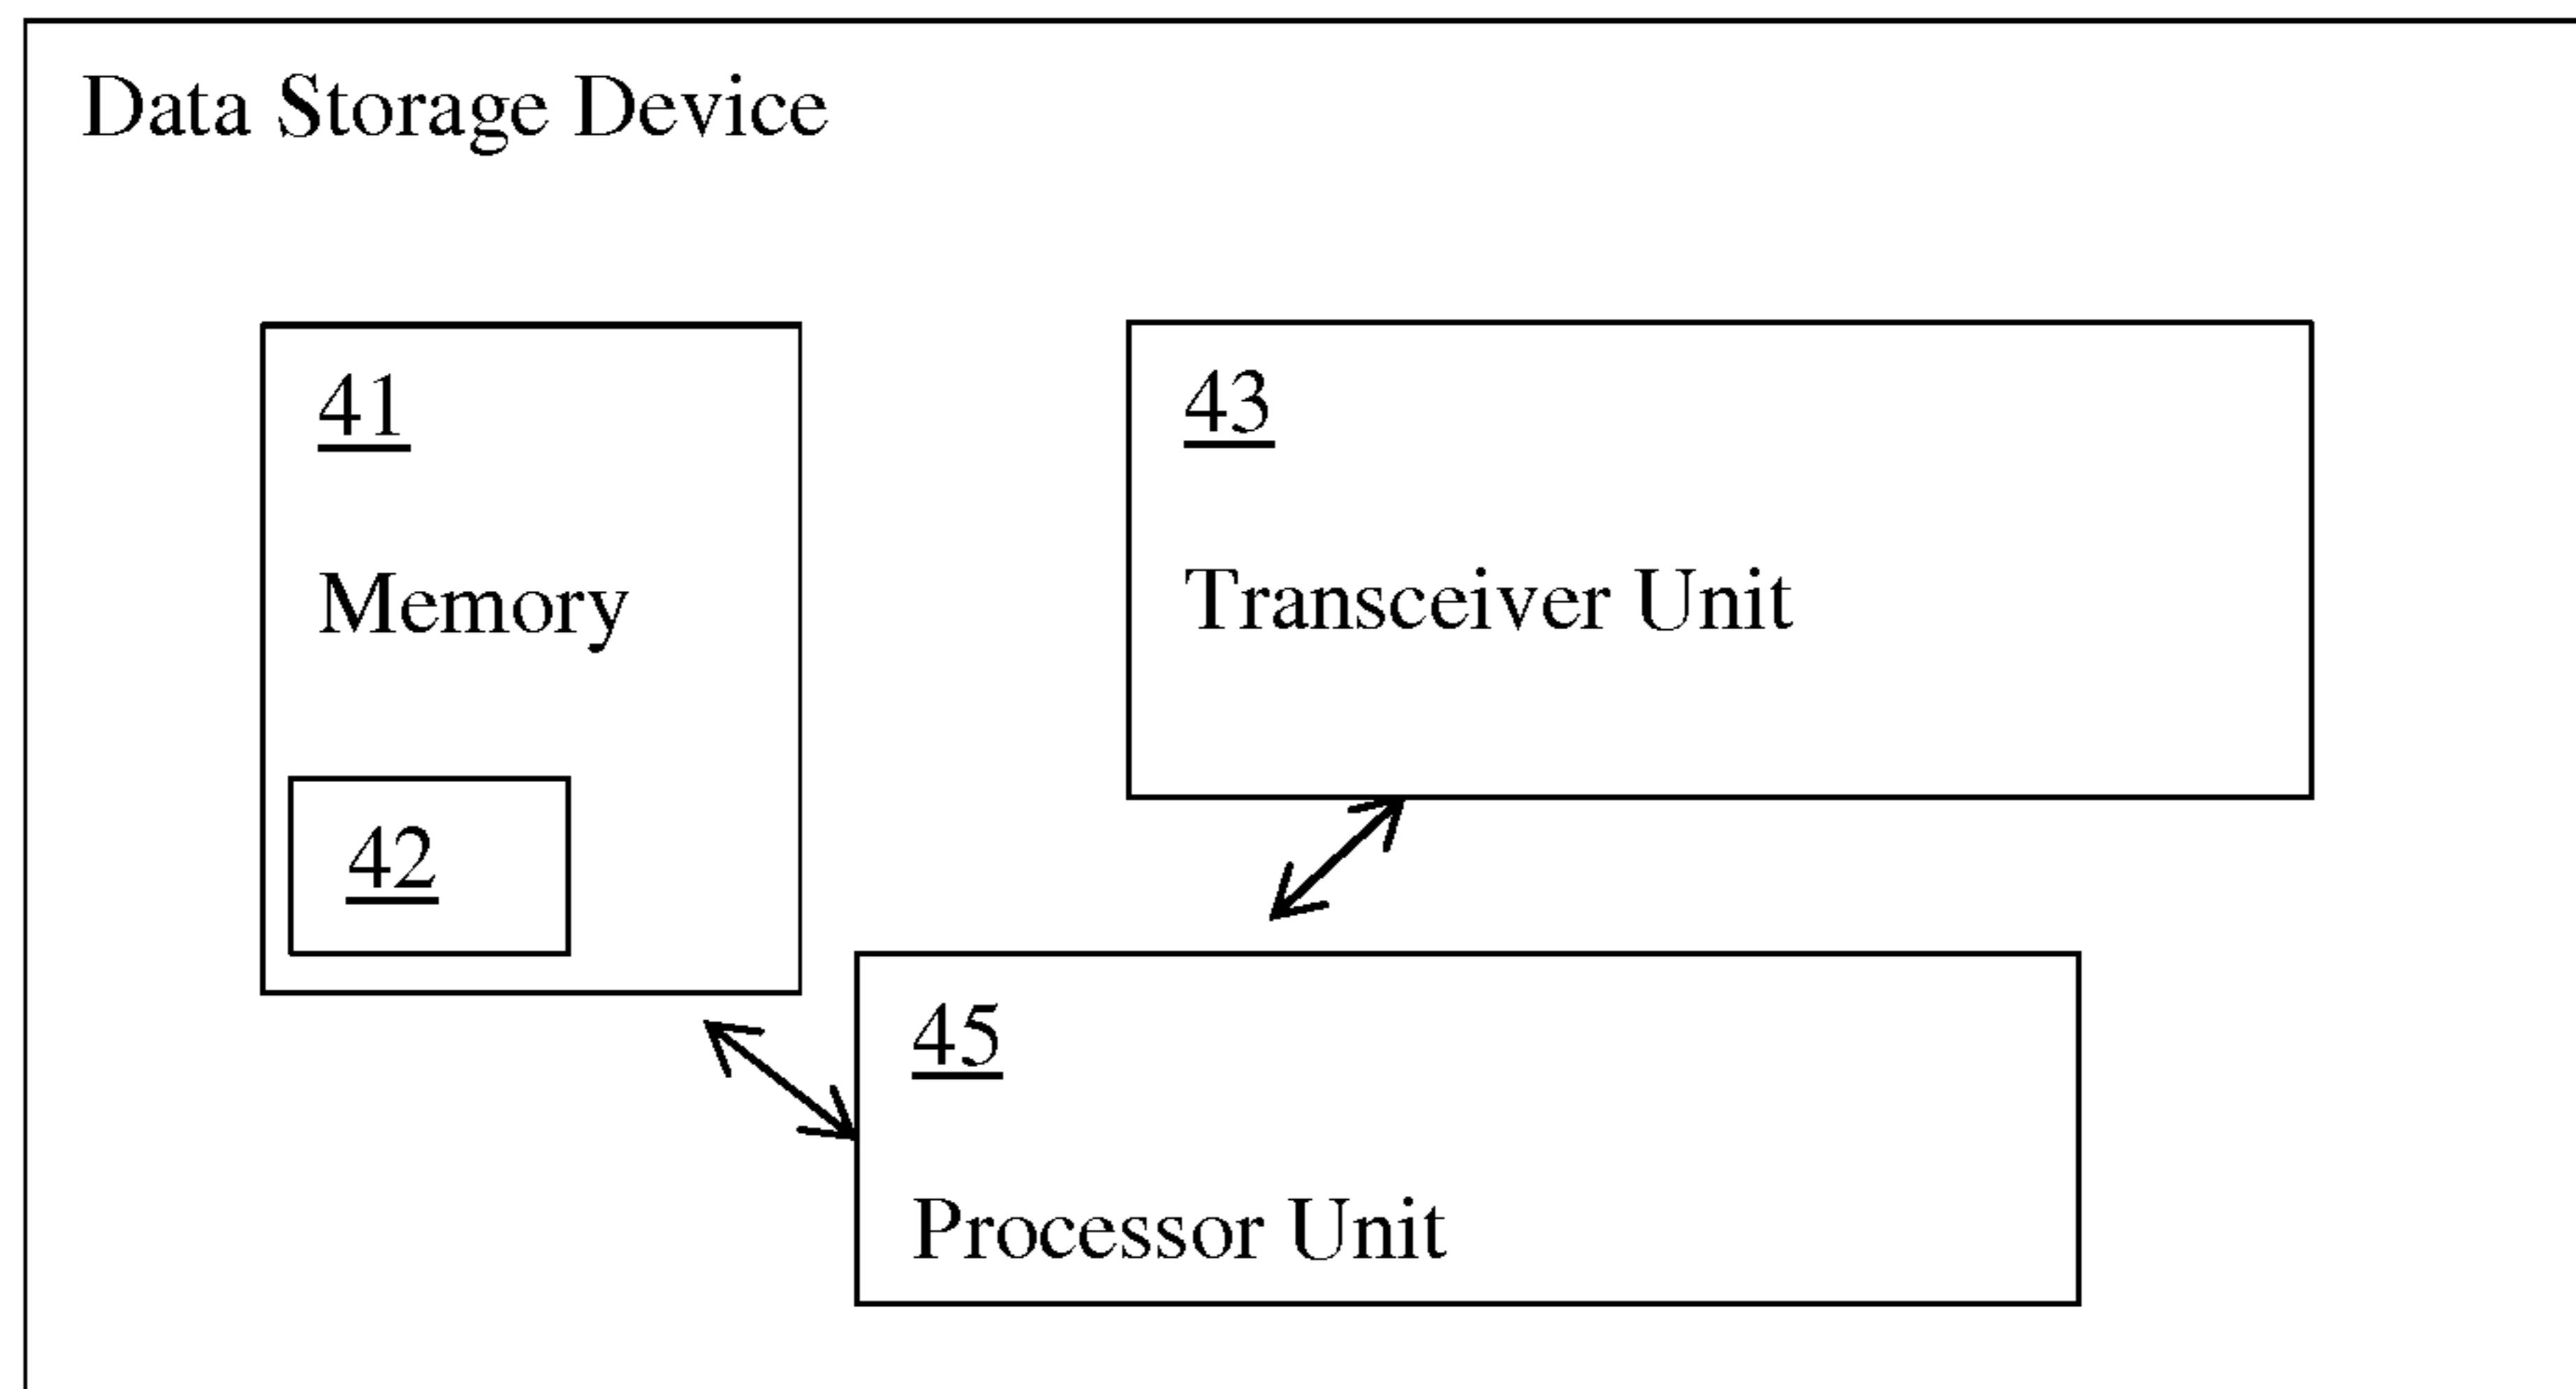 Data Storage Device
41
Memory
42
43
Transceiver Unit
45
Processor Unit